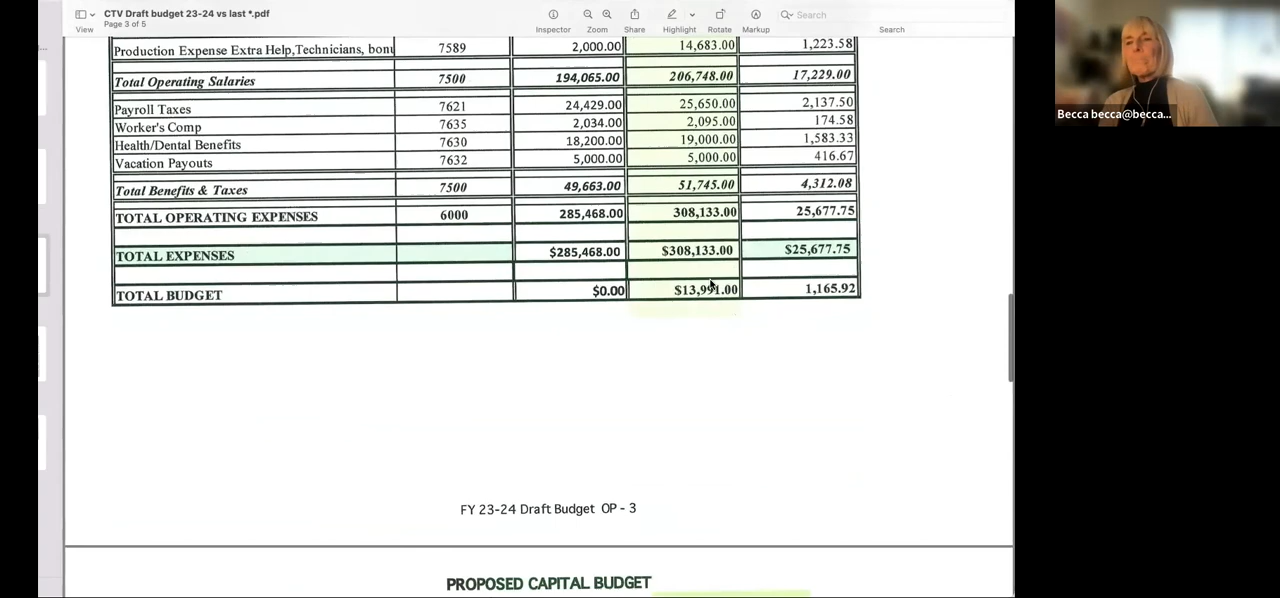 CTV Draft budget 23-24 vs last *.pdf
Page 3 of 5
View Inspector Zoom Share Highlight Rotate Markup Search
Search
Production Expense Extra Help,Technicians, bonu 7589 2,000.00 14,683.00 1,223.58
Total Operating Salaries 7500 194,065.00 206,748.00 17,229.00
Payroll Taxes 7621 24,429.00 25,650.00 2,137.50
Worker's Comp 7635 2,034.00 2,095.00 174.58
Health/Dental Benefits 7630 18,200.00 19,000.00 1,583.33
Vacation Payouts 7632 5,000.00 5,000.00 416.67
Total Benefits & Taxes 7500 49,663.00 51,745.00 4,312.08
TOTAL OPERATING EXPENSES 6000 285,468.00 308,133.00 25,677.75
TOTAL EXPENSES $285,468.00 $308,133.00 $25,677.75
TOTAL BUDGET $0.00 $13,991.00 1,165.92
FY 23-24 Draft Budget OP - 3
PROPOSED CAPITAL BUDGET
Becca becca@becca...